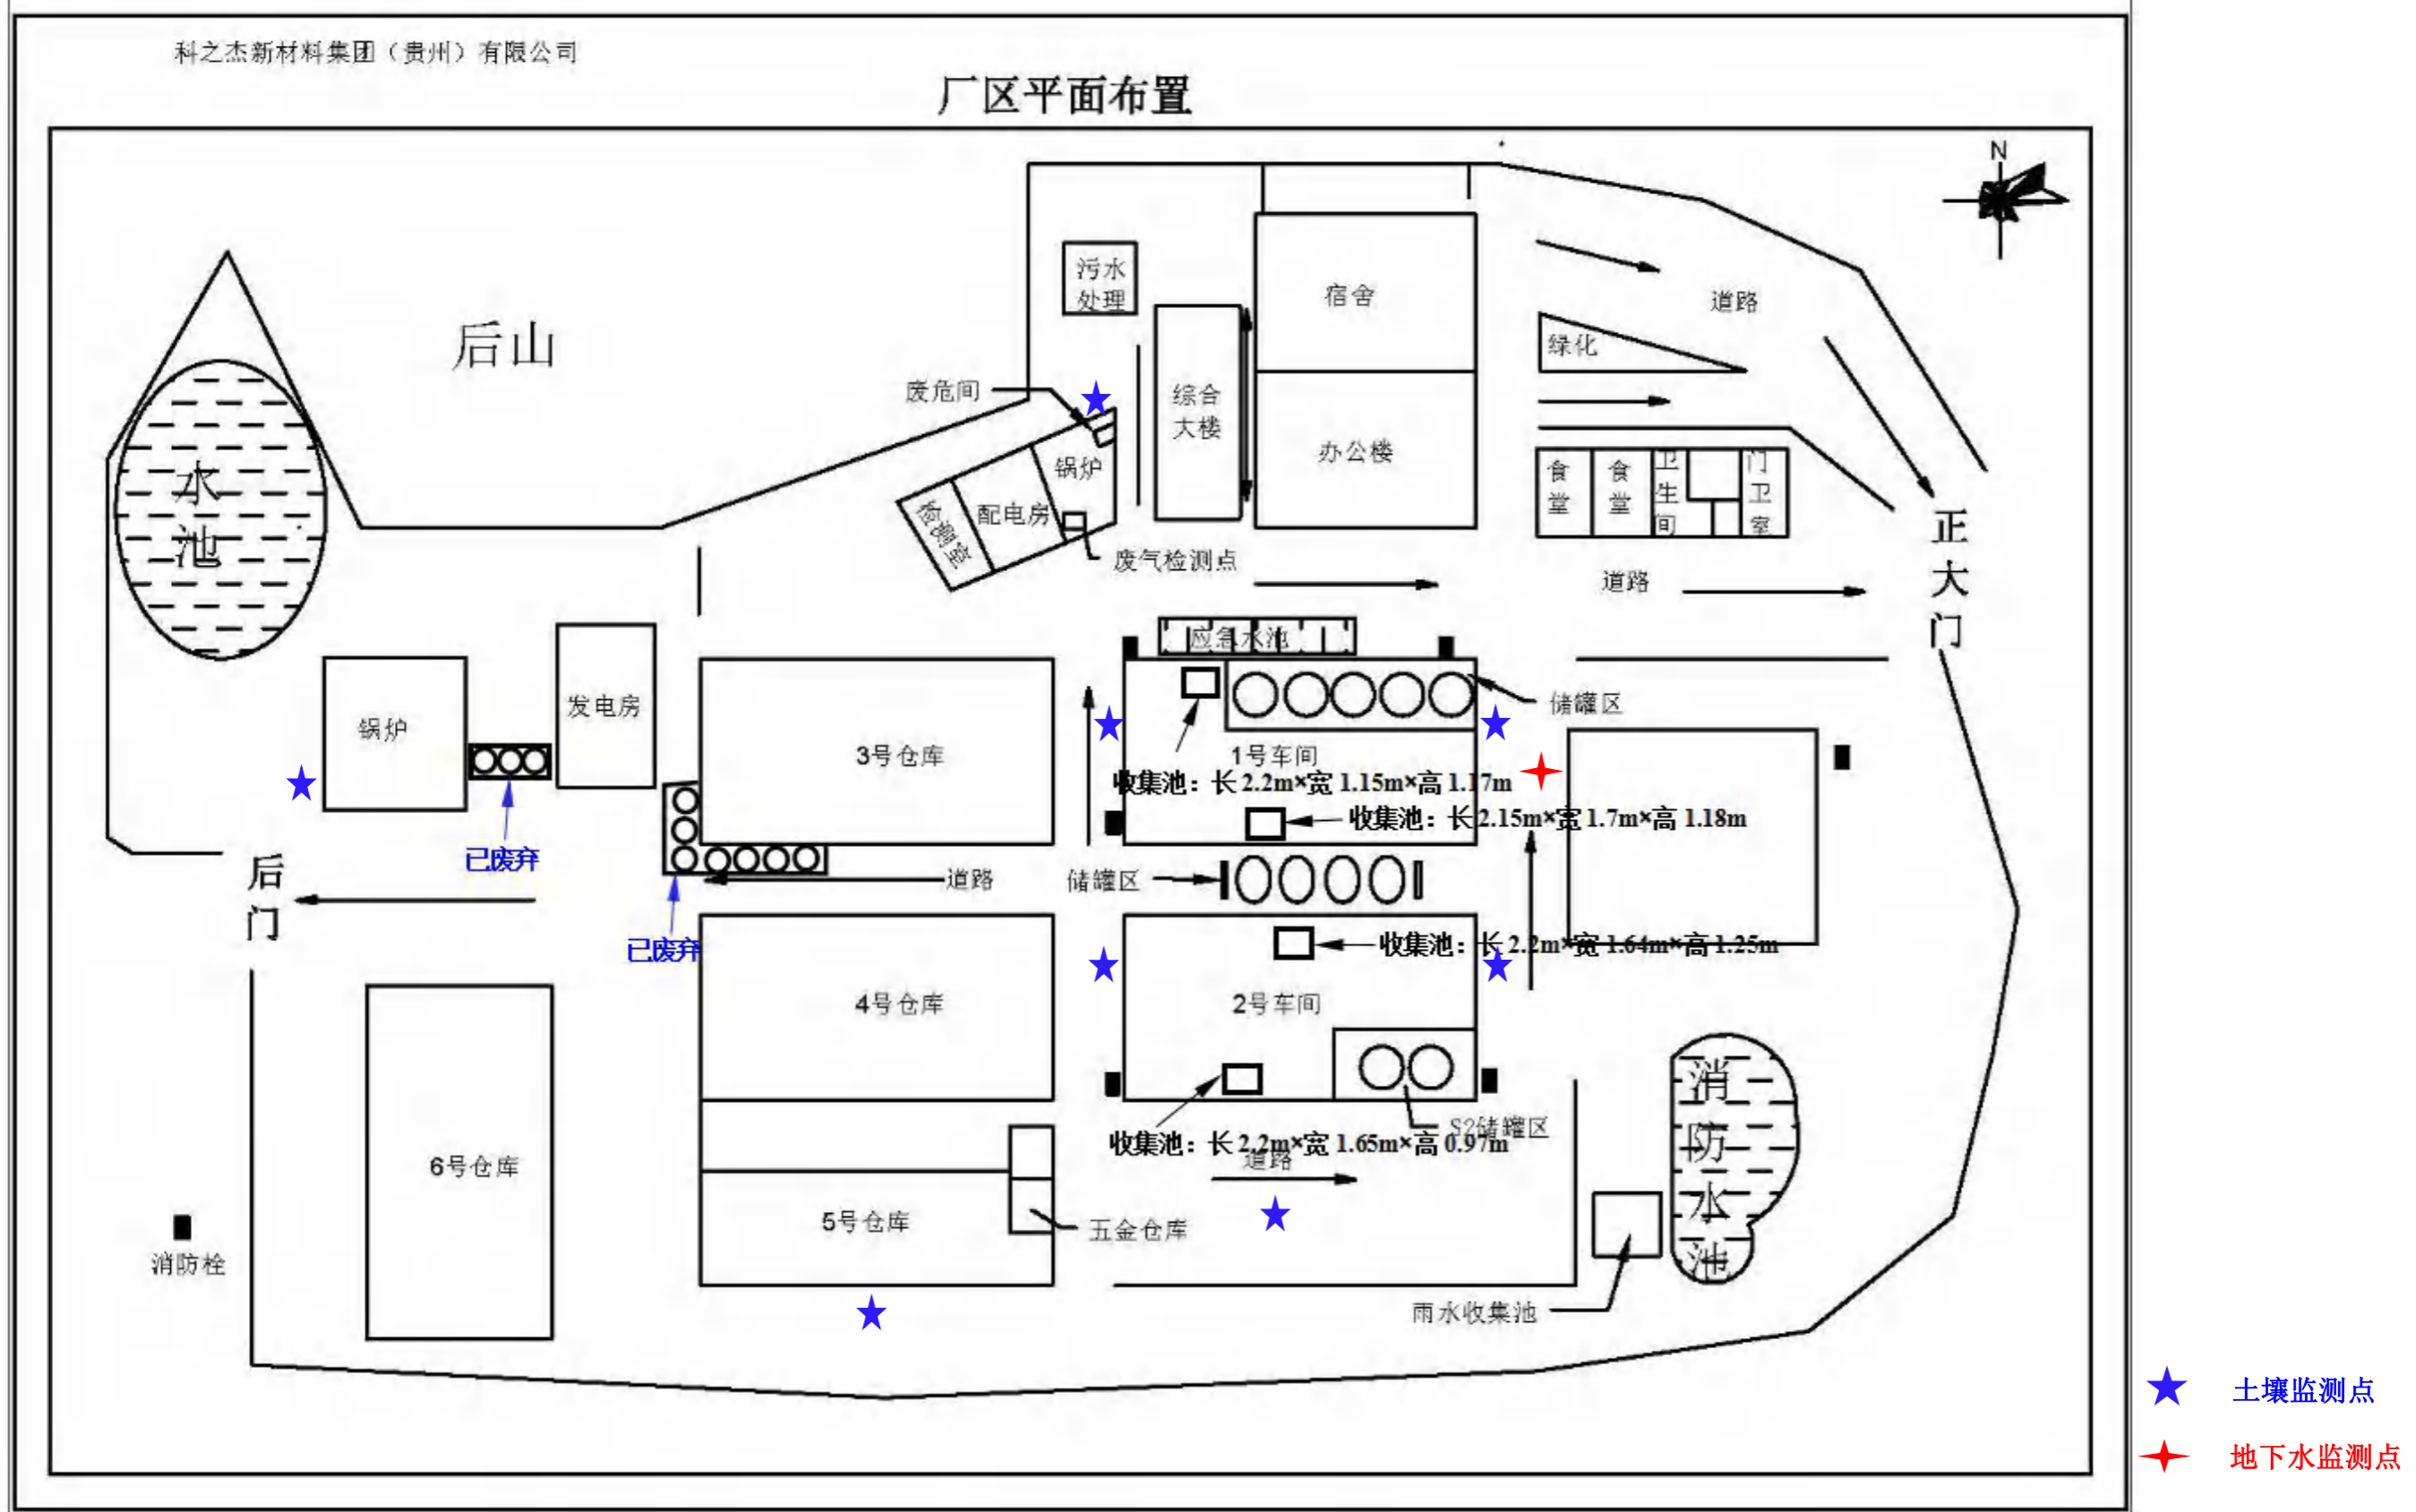 科之杰新材料集团（贵州）有限公司
厂区平面布置
N
污水
处理
宿舍
道路
后山
绿化
废危间
综合
大楼
办公楼
锅炉
配电房
检测室
废气检测点
食堂
食堂
卫生间
门卫室
正大门
水池
道路
应急水池
储罐区
锅炉
发电房
3号仓库
1号车间
收集池：长 2.2m×宽 1.15m×高 1.17m
收集池：长 2.15m×宽 1.7m×高 1.18m
已废弃
后门
道路
储罐区
已废弃
收集池：长 2.2m×宽 1.64m×高 1.25m
4号仓库
2号车间
消防水池
S2储罐区
收集池：长 2.2m×宽 1.65m×高 0.97m
道路
6号仓库
5号仓库
五金仓库
消防栓
雨水收集池
土壤监测点
地下水监测点